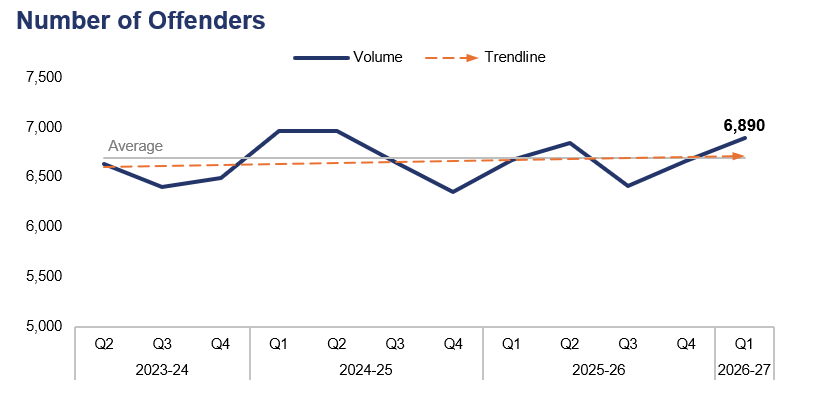 Number of Offenders
Volume Trendline
7,500
7,000
6,500
6,000
5,500
5,000
Average
6,890
Q2 Q3 Q4 Q1 Q2 Q3 Q4 Q1 Q2 Q3 Q4 Q1
2023-24 2024-25 2025-26 2026-27